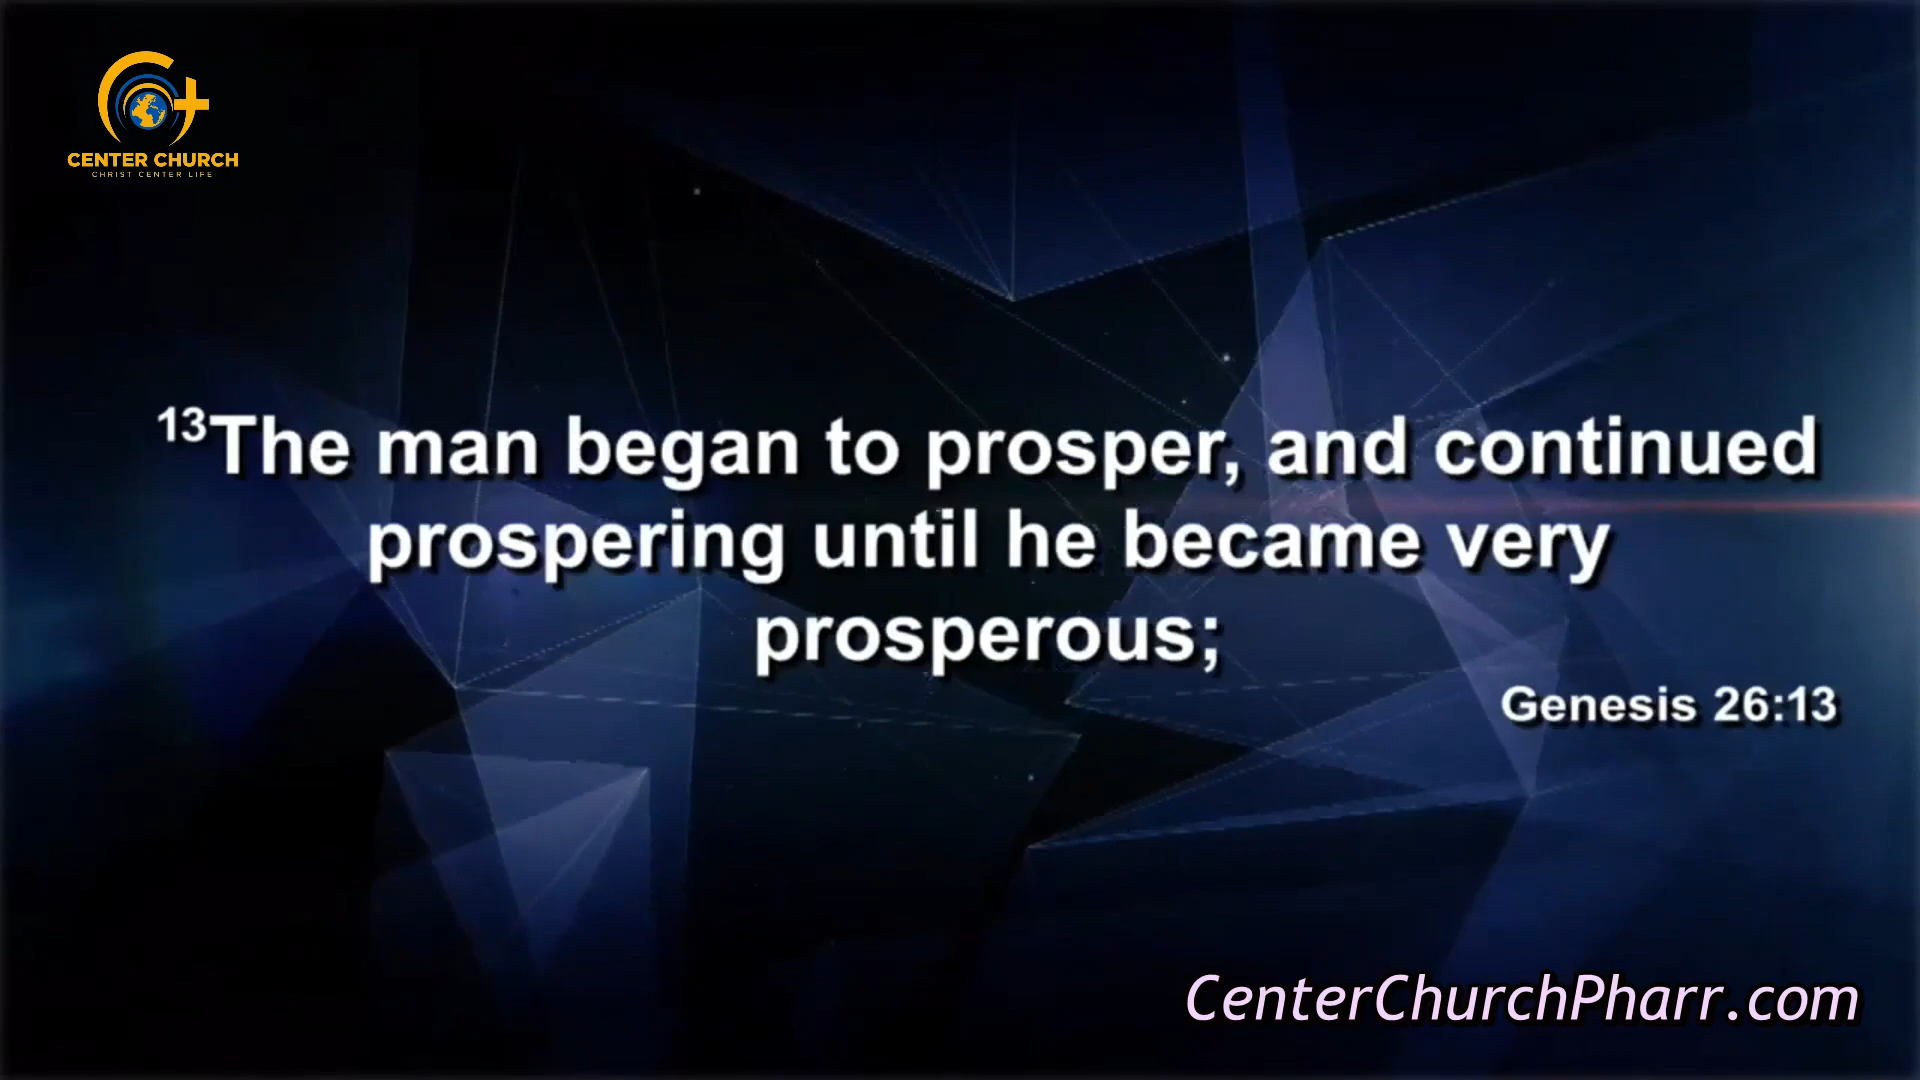 CENTER CHURCH
CHRIST CENTER LIFE
13The man began to prosper, and continued
prospering until he became very
prosperous;
Genesis 26:13
CenterChurchPharr.com